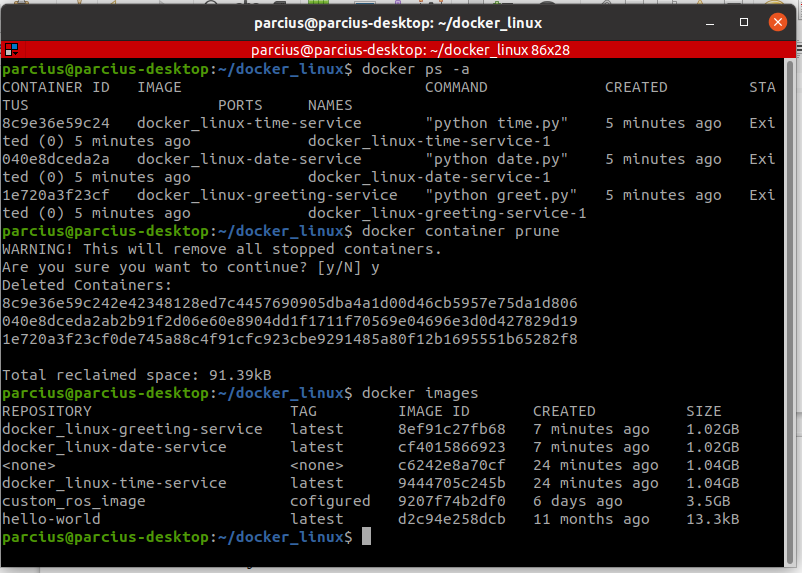 parcius@parcius-desktop: ~/docker_linux
parcius@parcius-desktop: ~/docker_linux 86x28
parcius@parcius-desktop:~/docker_linux$ docker ps -a
CONTAINER ID   IMAGE                           COMMAND             CREATED         STA
TUS                     PORTS     NAMES
8c9e36e59c24   docker_linux-time-service       "python time.py"    5 minutes ago   Exi
ted (0) 5 minutes ago             docker_linux-time-service-1
040e8dceda2a   docker_linux-date-service       "python date.py"    5 minutes ago   Exi
ted (0) 5 minutes ago             docker_linux-date-service-1
1e720a3f23cf   docker_linux-greeting-service   "python greet.py"   5 minutes ago   Exi
ted (0) 5 minutes ago             docker_linux-greeting-service-1
parcius@parcius-desktop:~/docker_linux$ docker container prune
WARNING! This will remove all stopped containers.
Are you sure you want to continue? [y/N] y
Deleted Containers:
8c9e36e59c242e42348128ed7c4457690905dba4a1d00d46cb5957e75da1d806
040e8dceda2ab2b91f2d06e60e8904dd1f1711f70569e04696e3d0d427829d19
1e720a3f23cf0de745a88c4f91cfc923cbe9291485a80f12b1695551b65282f8

Total reclaimed space: 91.39kB
parcius@parcius-desktop:~/docker_linux$ docker images
REPOSITORY                      TAG         IMAGE ID       CREATED          SIZE
docker_linux-greeting-service   latest      8ef91c27fb68   7 minutes ago    1.02GB
docker_linux-date-service       latest      cf4015866923   7 minutes ago    1.02GB
<none>                          <none>      c6242e8a70cf   24 minutes ago   1.04GB
docker_linux-time-service       latest      9444705c245b   24 minutes ago   1.04GB
custom_ros_image                cofigured   9207f74b2df0   6 days ago       3.5GB
hello-world                     latest      d2c94e258dcb   11 months ago    13.3kB
parcius@parcius-desktop:~/docker_linux$